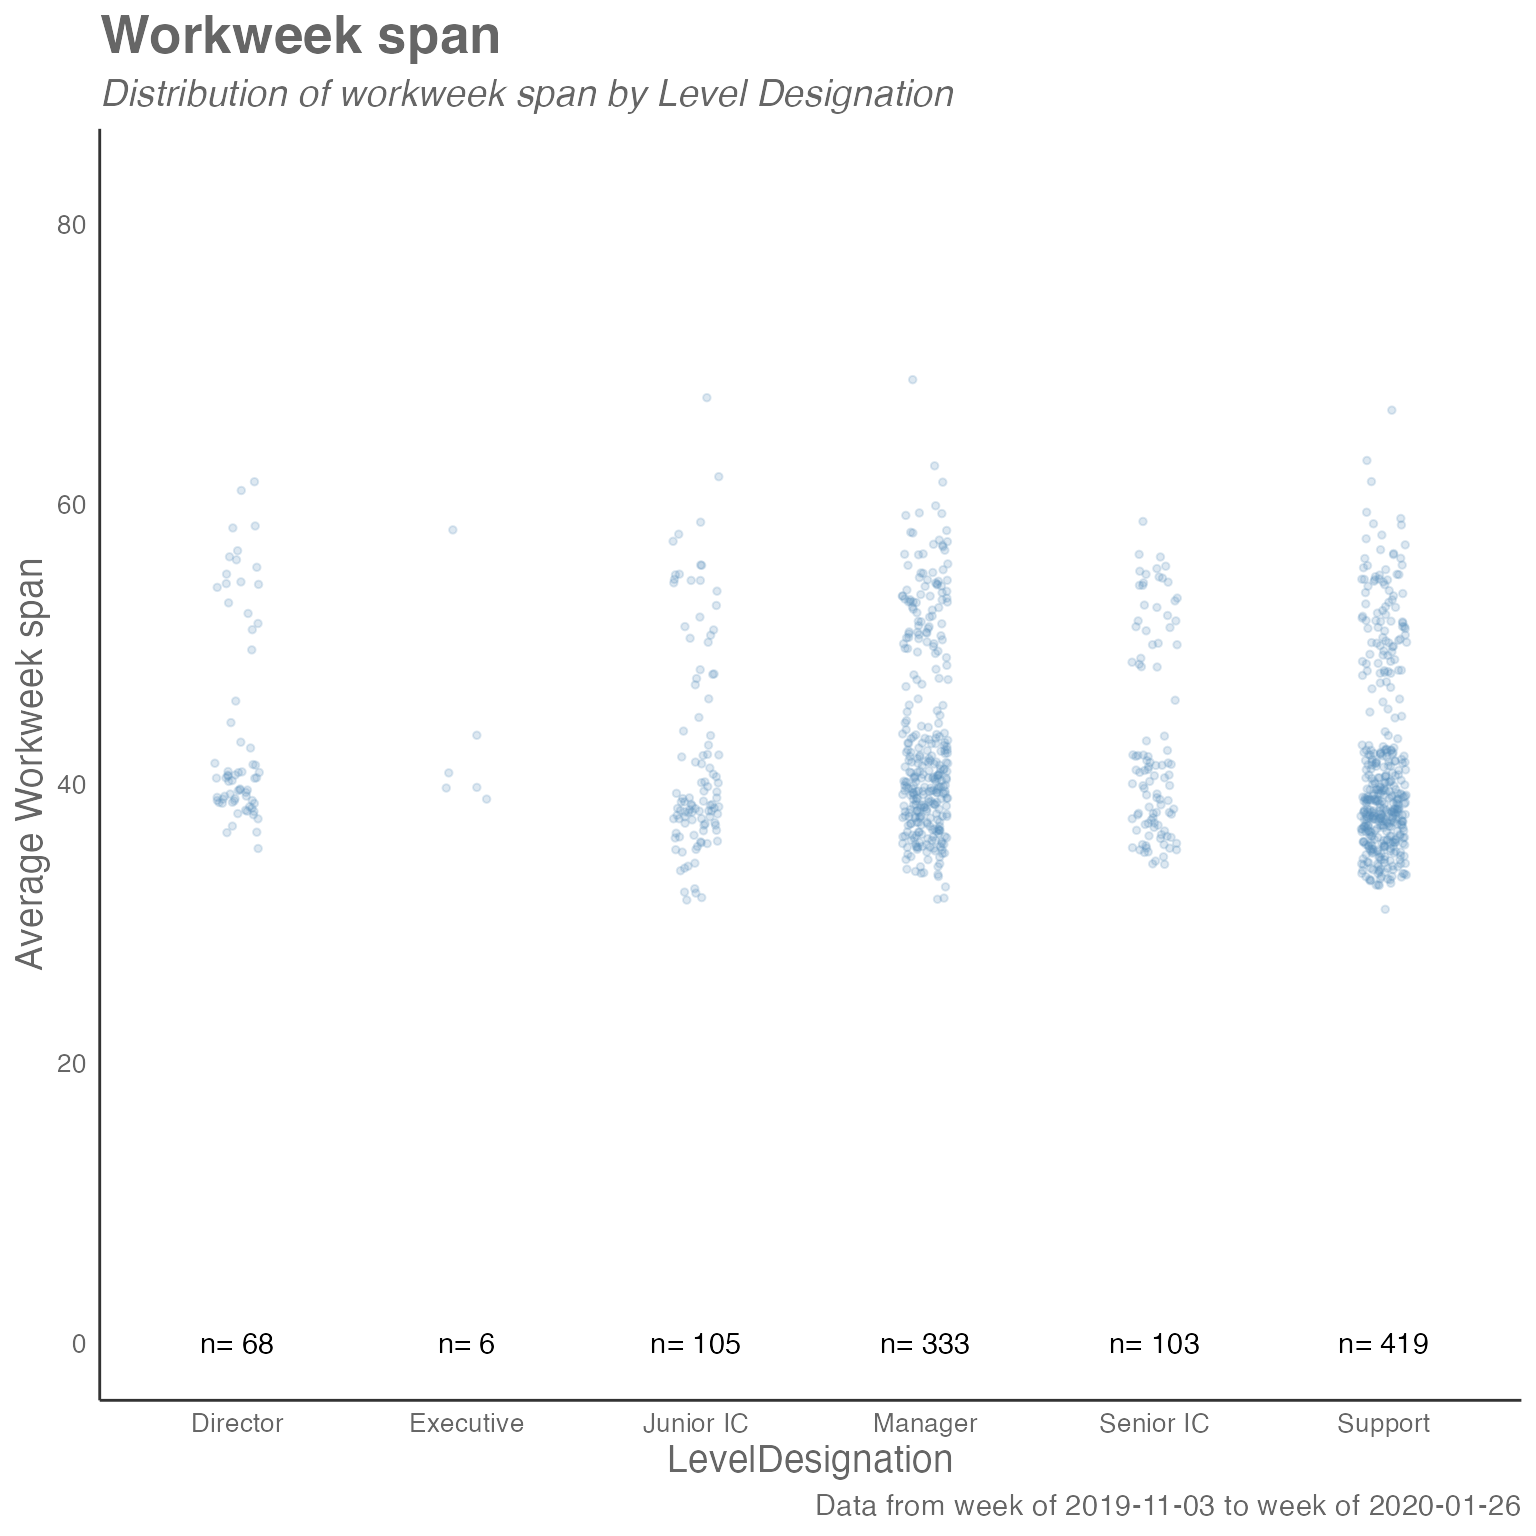 Workweek span
Distribution of workweek span by Level Designation
Average Workweek span
80
60
40
20
0
n= 68
n= 6
n= 105
n= 333
n= 103
n= 419
Director
Executive
Junior IC
Manager
Senior IC
Support
LevelDesignation
Data from week of 2019-11-03 to week of 2020-01-26